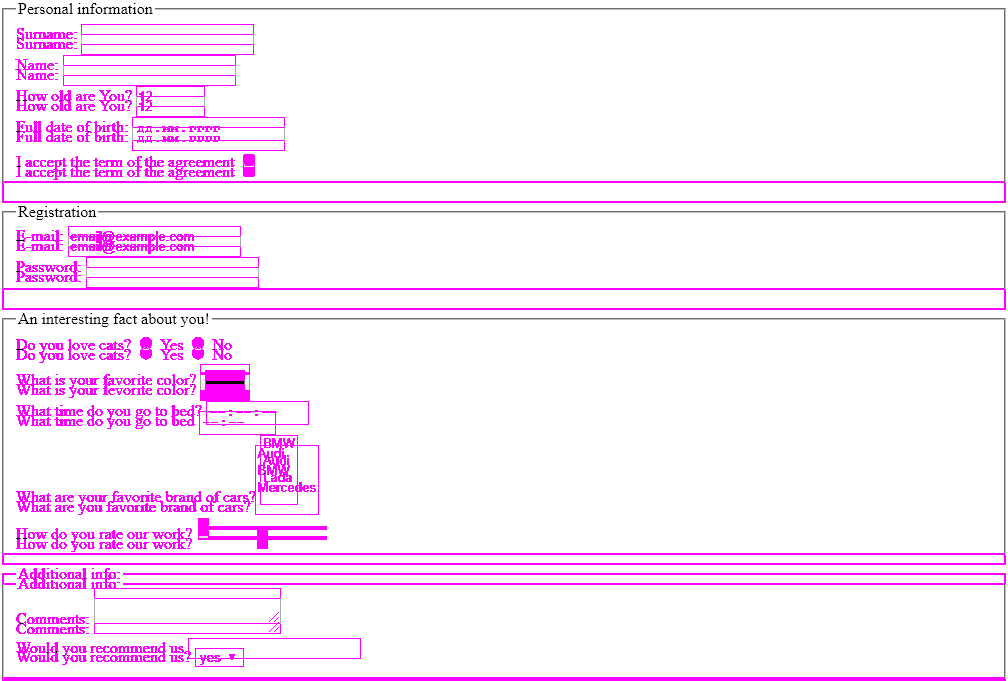 Personal information
Surname:
Surname:
Name:
Name:
How old are You? 12
How old are You? 12
Full date of birth: дд.мм.гггг
Full date of birth: дд.мм.гггг
I accept the term of the agreement
I accept the term of the agreement
Registration
E-mail: email@example.com
E-mail: email@example.com
Password:
Password:
An interesting fact about you!
Do you love cats? Yes No
Do you love cats? Yes No
What is your favorite color?
What is your fevorite color?
What time do you go to bed? --:--:--
What time do you go to bed --:--
BMW
Audi
Audi
BMW
Lada
Mercedes
What are your favorite brand of cars?
What are you favorite brand of cars?
How do you rate our work?
How do you rate our work?
Additional info:
Additional info:
Comments:
Comments:
Would you recommend us
Would you recommend us? yes